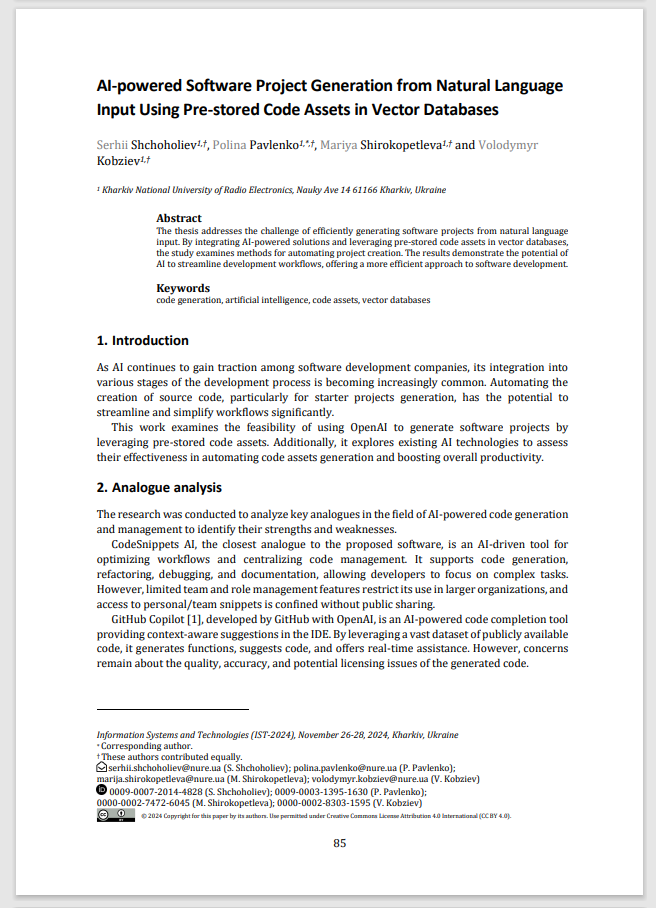 AI-powered Software Project Generation from Natural Language
Input Using Pre-stored Code Assets in Vector Databases
Serhii Shchoholiev1,†, Polina Pavlenko1,*,†, Mariya Shirokopetleva1,† and Volodymyr
Kobziev1,†
1 Kharkiv National University of Radio Electronics, Nauky Ave 14 61166 Kharkiv, Ukraine
Abstract
The thesis addresses the challenge of efficiently generating software projects from natural language
input. By integrating AI-powered solutions and leveraging pre-stored code assets in vector databases,
the study examines methods for automating project creation. The results demonstrate the potential of
AI to streamline development workflows, offering a more efficient approach to software development.
Keywords
code generation, artificial intelligence, code assets, vector databases
1. Introduction
As AI continues to gain traction among software development companies, its integration into
various stages of the development process is becoming increasingly common. Automating the
creation of source code, particularly for starter projects generation, has the potential to
streamline and simplify workflows significantly.
This work examines the feasibility of using OpenAI to generate software projects by
leveraging pre-stored code assets. Additionally, it explores existing AI technologies to assess
their effectiveness in automating code assets generation and boosting overall productivity.
2. Analogue analysis
The research was conducted to analyze key analogues in the field of AI-powered code generation
and management to identify their strengths and weaknesses.
CodeSnippets AI, the closest analogue to the proposed software, is an AI-driven tool for
optimizing workflows and centralizing code management. It supports code generation,
refactoring, debugging, and documentation, allowing developers to focus on complex tasks.
However, limited team and role management features restrict its use in larger organizations, and
access to personal/team snippets is confined without public sharing.
GitHub Copilot [1], developed by GitHub with OpenAI, is an AI-powered code completion tool
providing context-aware suggestions in the IDE. By leveraging a vast dataset of publicly available
code, it generates functions, suggests code, and offers real-time assistance. However, concerns
remain about the quality, accuracy, and potential licensing issues of the generated code.
Information Systems and Technologies (IST-2024), November 26-28, 2024, Kharkiv, Ukraine
* Corresponding author.
† These authors contributed equally.
serhii.shchoholiev@nure.ua (S. Shchoholiev); polina.pavlenko@nure.ua (P. Pavlenko);
marija.shirokopetleva@nure.ua (M. Shirokopetleva); volodymyr.kobziev@nure.ua (V. Kobziev)
iD 0009-0007-2014-4828 (S. Shchoholiev); 0009-0003-1395-1630 (P. Pavlenko);
0000-0002-7472-6045 (M. Shirokopetleva); 0000-0002-8303-1595 (V. Kobziev)
cc BY © 2024 Copyright for this paper by its authors. Use permitted under Creative Commons License Attribution 4.0 International (CC BY 4.0).
85